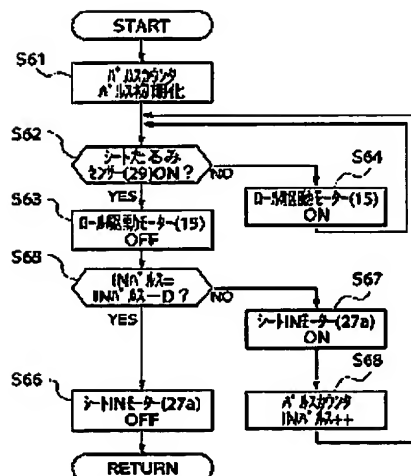 START
S61
パルスカウンタ
パルス初期化
S62
シートたるみ
センサー(29)ON?
NO
S64
YES
ロール駆動モーター(15)
ON
S63
ロール駆動モーター(15)
OFF
S68
INパルス=
INパルス-D?
NO
S67
YES
シートINモーター(27a)
ON
S68
S66
シートINモーター(27a)
OFF
パルスカウンタ
INパルス++
RETURN